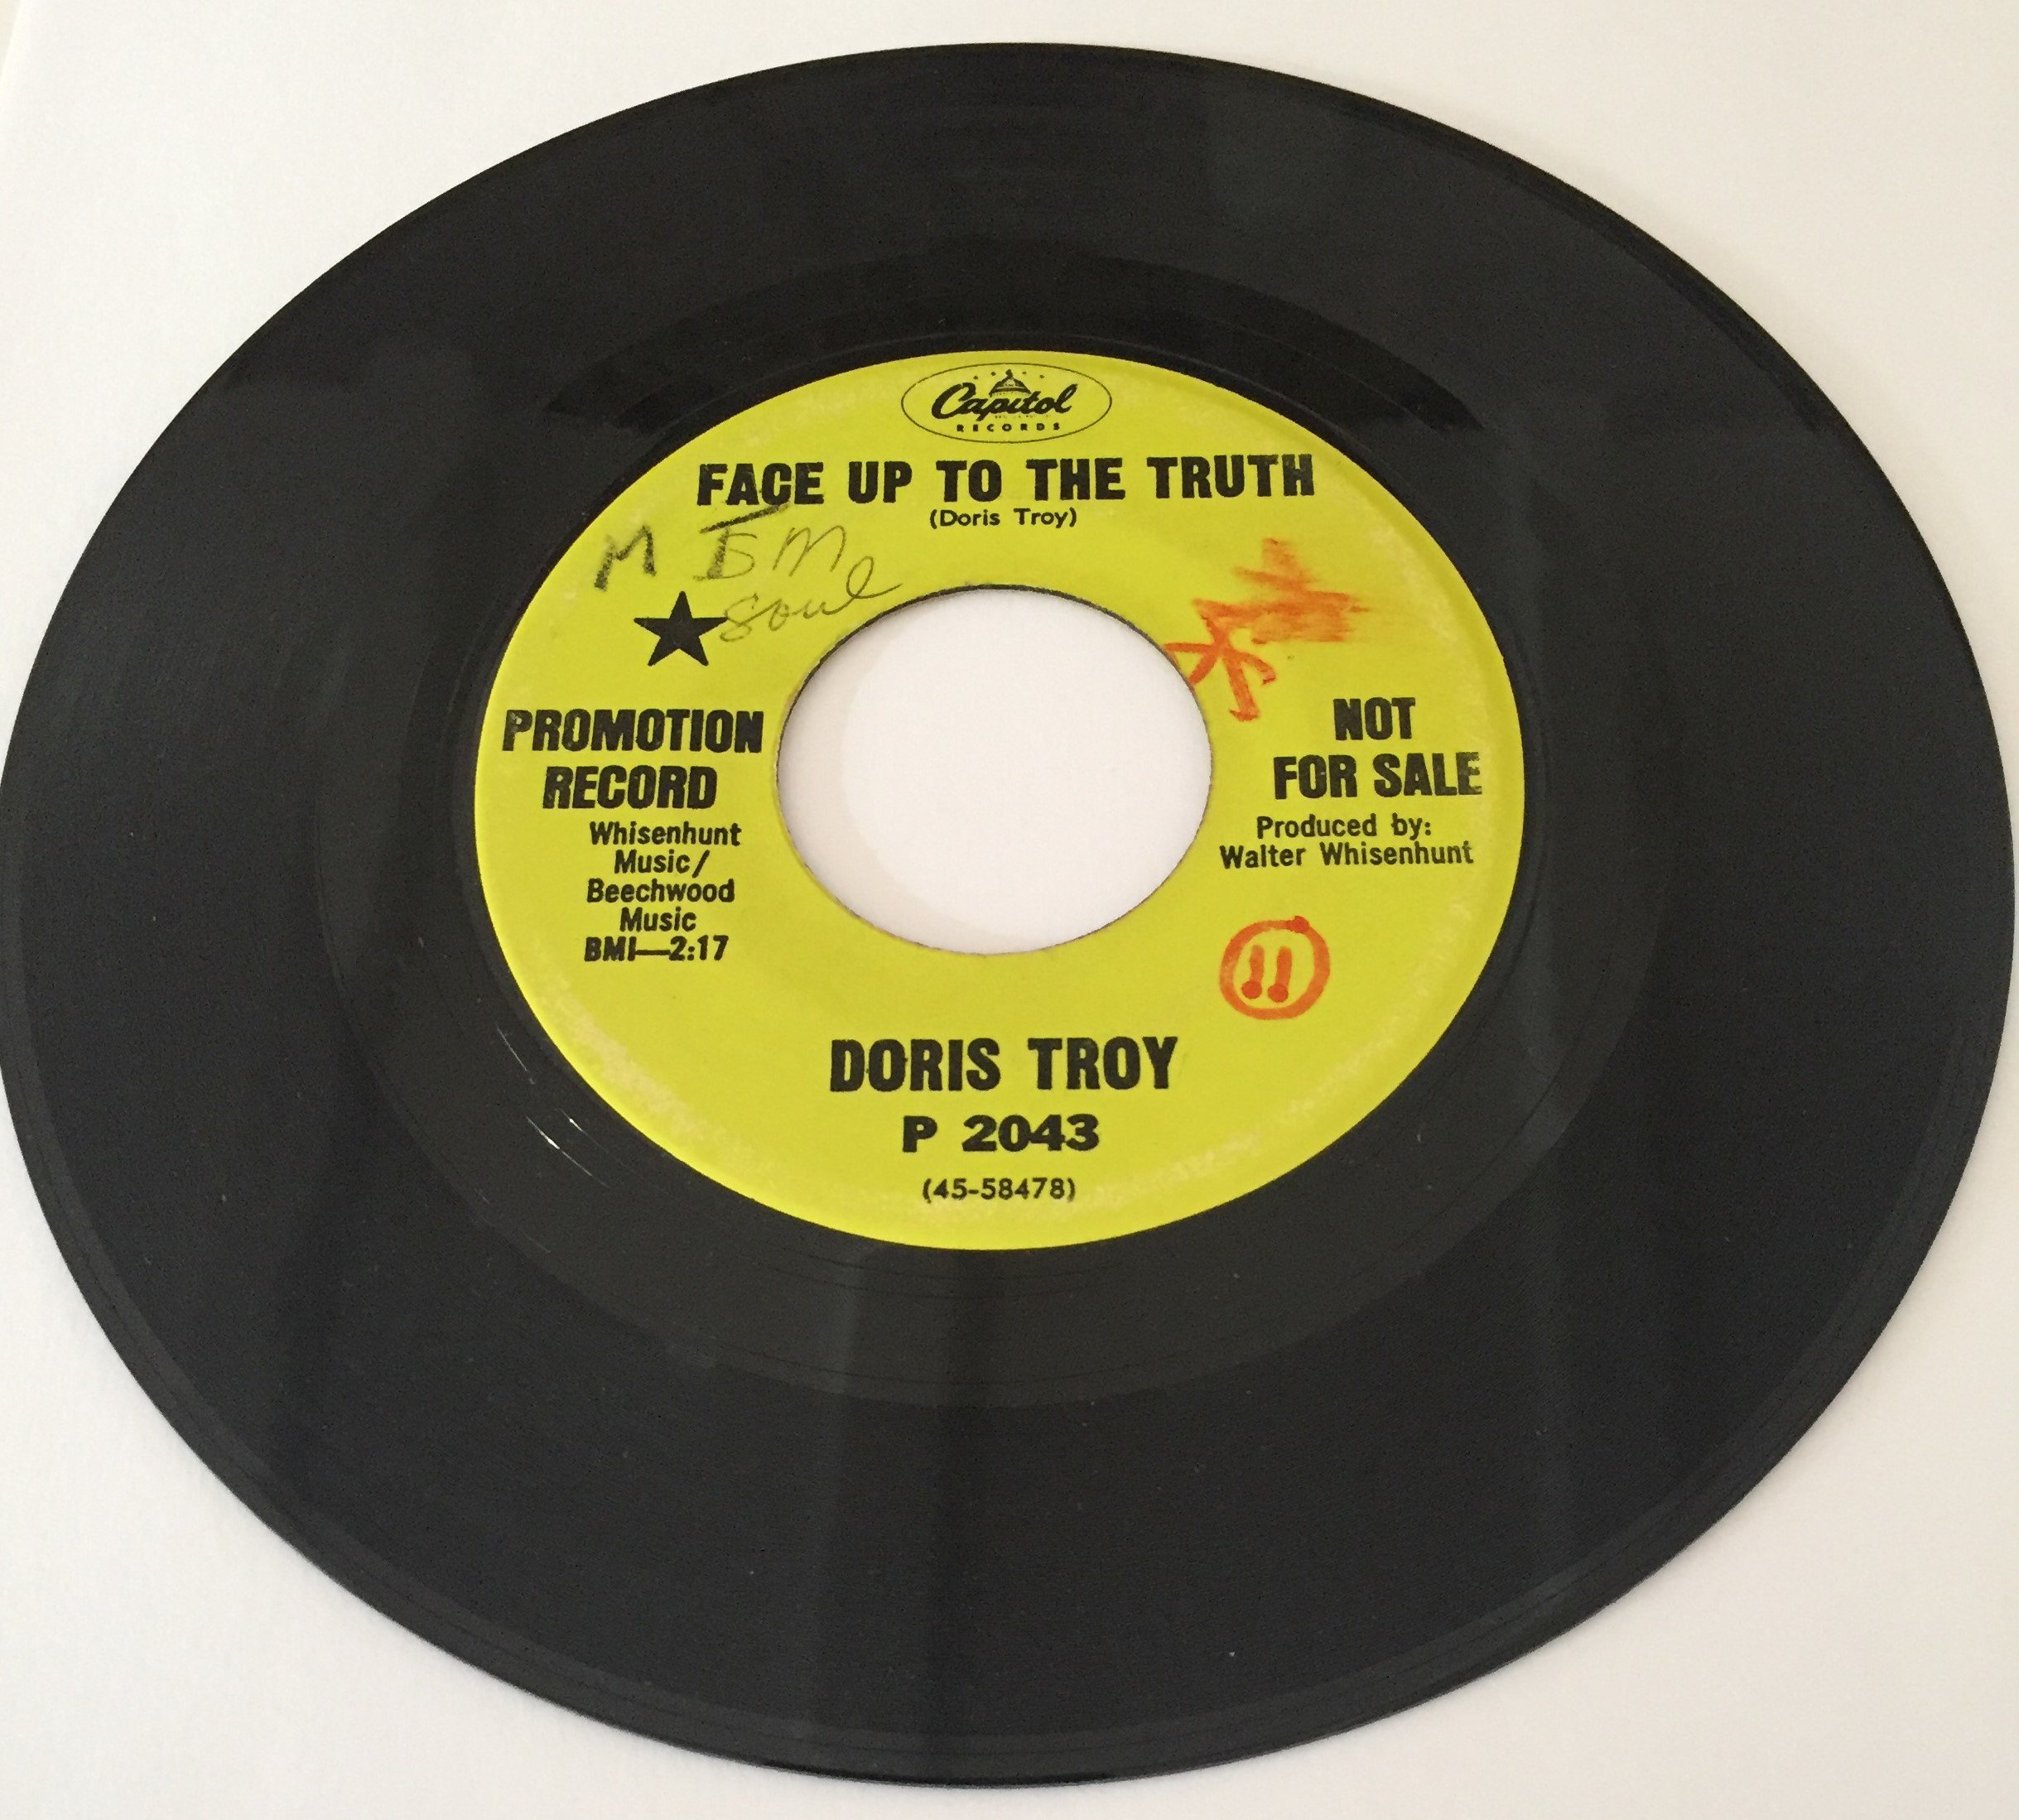 Capitol
RECORDS
FACE UP TO THE TRUTH
(Doris Troy)
M
soul
PROMOTION
RECORD
Whisenhunt
Music/
Beechwood
Music
BMI—2:17
NOT
FOR SALE
Produced by:
Walter Whisenhunt
!!
DORIS TROY
P 2043
(45-58478)